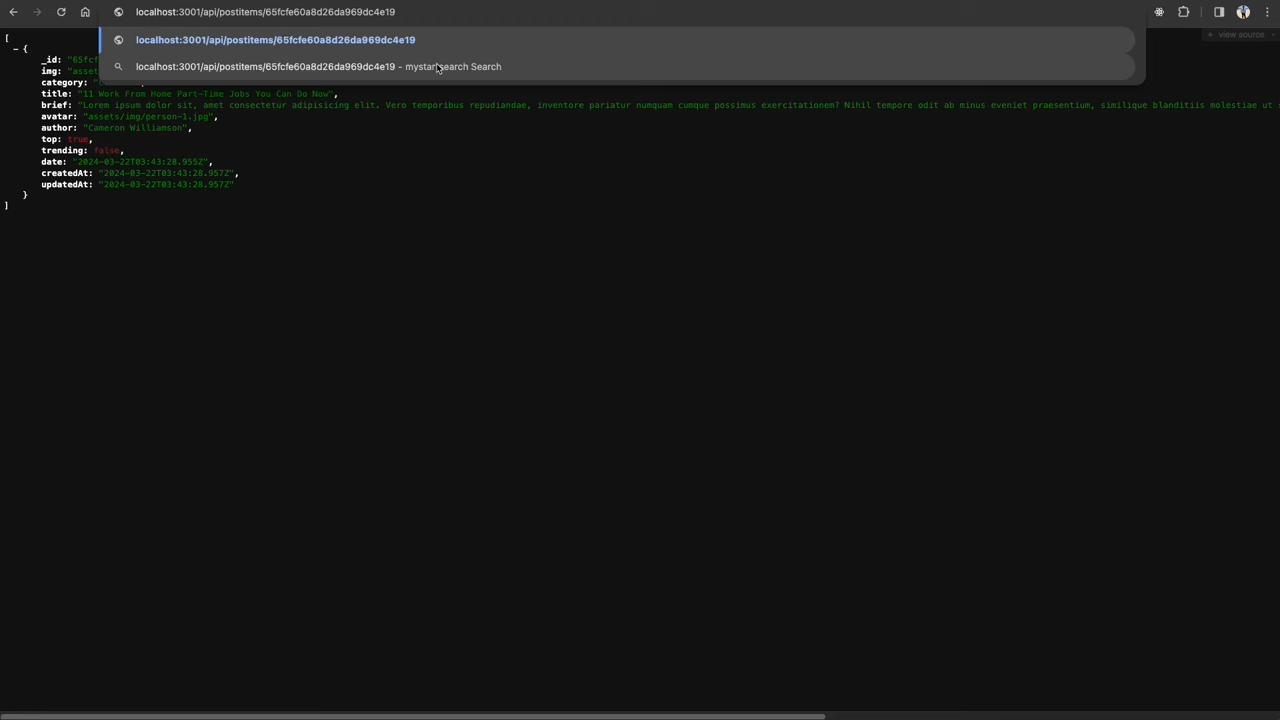 localhost:3001/api/postitems/65fcfe60a8d26da969dc4e19
localhost:3001/api/postitems/65fcfe60a8d26da969dc4e19
localhost:3001/api/postitems/65fcfe60a8d26da969dc4e19 - mystart search Search
+ view source
[
- {
_id: "65fcf
img: "asset
category: "
title: "11 Work From Home Part-Time Jobs You Can Do Now",
brief: "Lorem ipsum dolor sit, amet consectetur adipisicing elit. Vero temporibus repudiandae, inventore pariatur numquam cumque possimus exercitationem? Nihil tempore odit ab minus eveniet praesentium, similique blanditiis molestiae ut s
avatar: "assets/img/person-1.jpg",
author: "Cameron Williamson",
top: true,
trending: false,
date: "2024-03-22T03:43:28.955Z",
createdAt: "2024-03-22T03:43:28.957Z",
updatedAt: "2024-03-22T03:43:28.957Z"
}
]